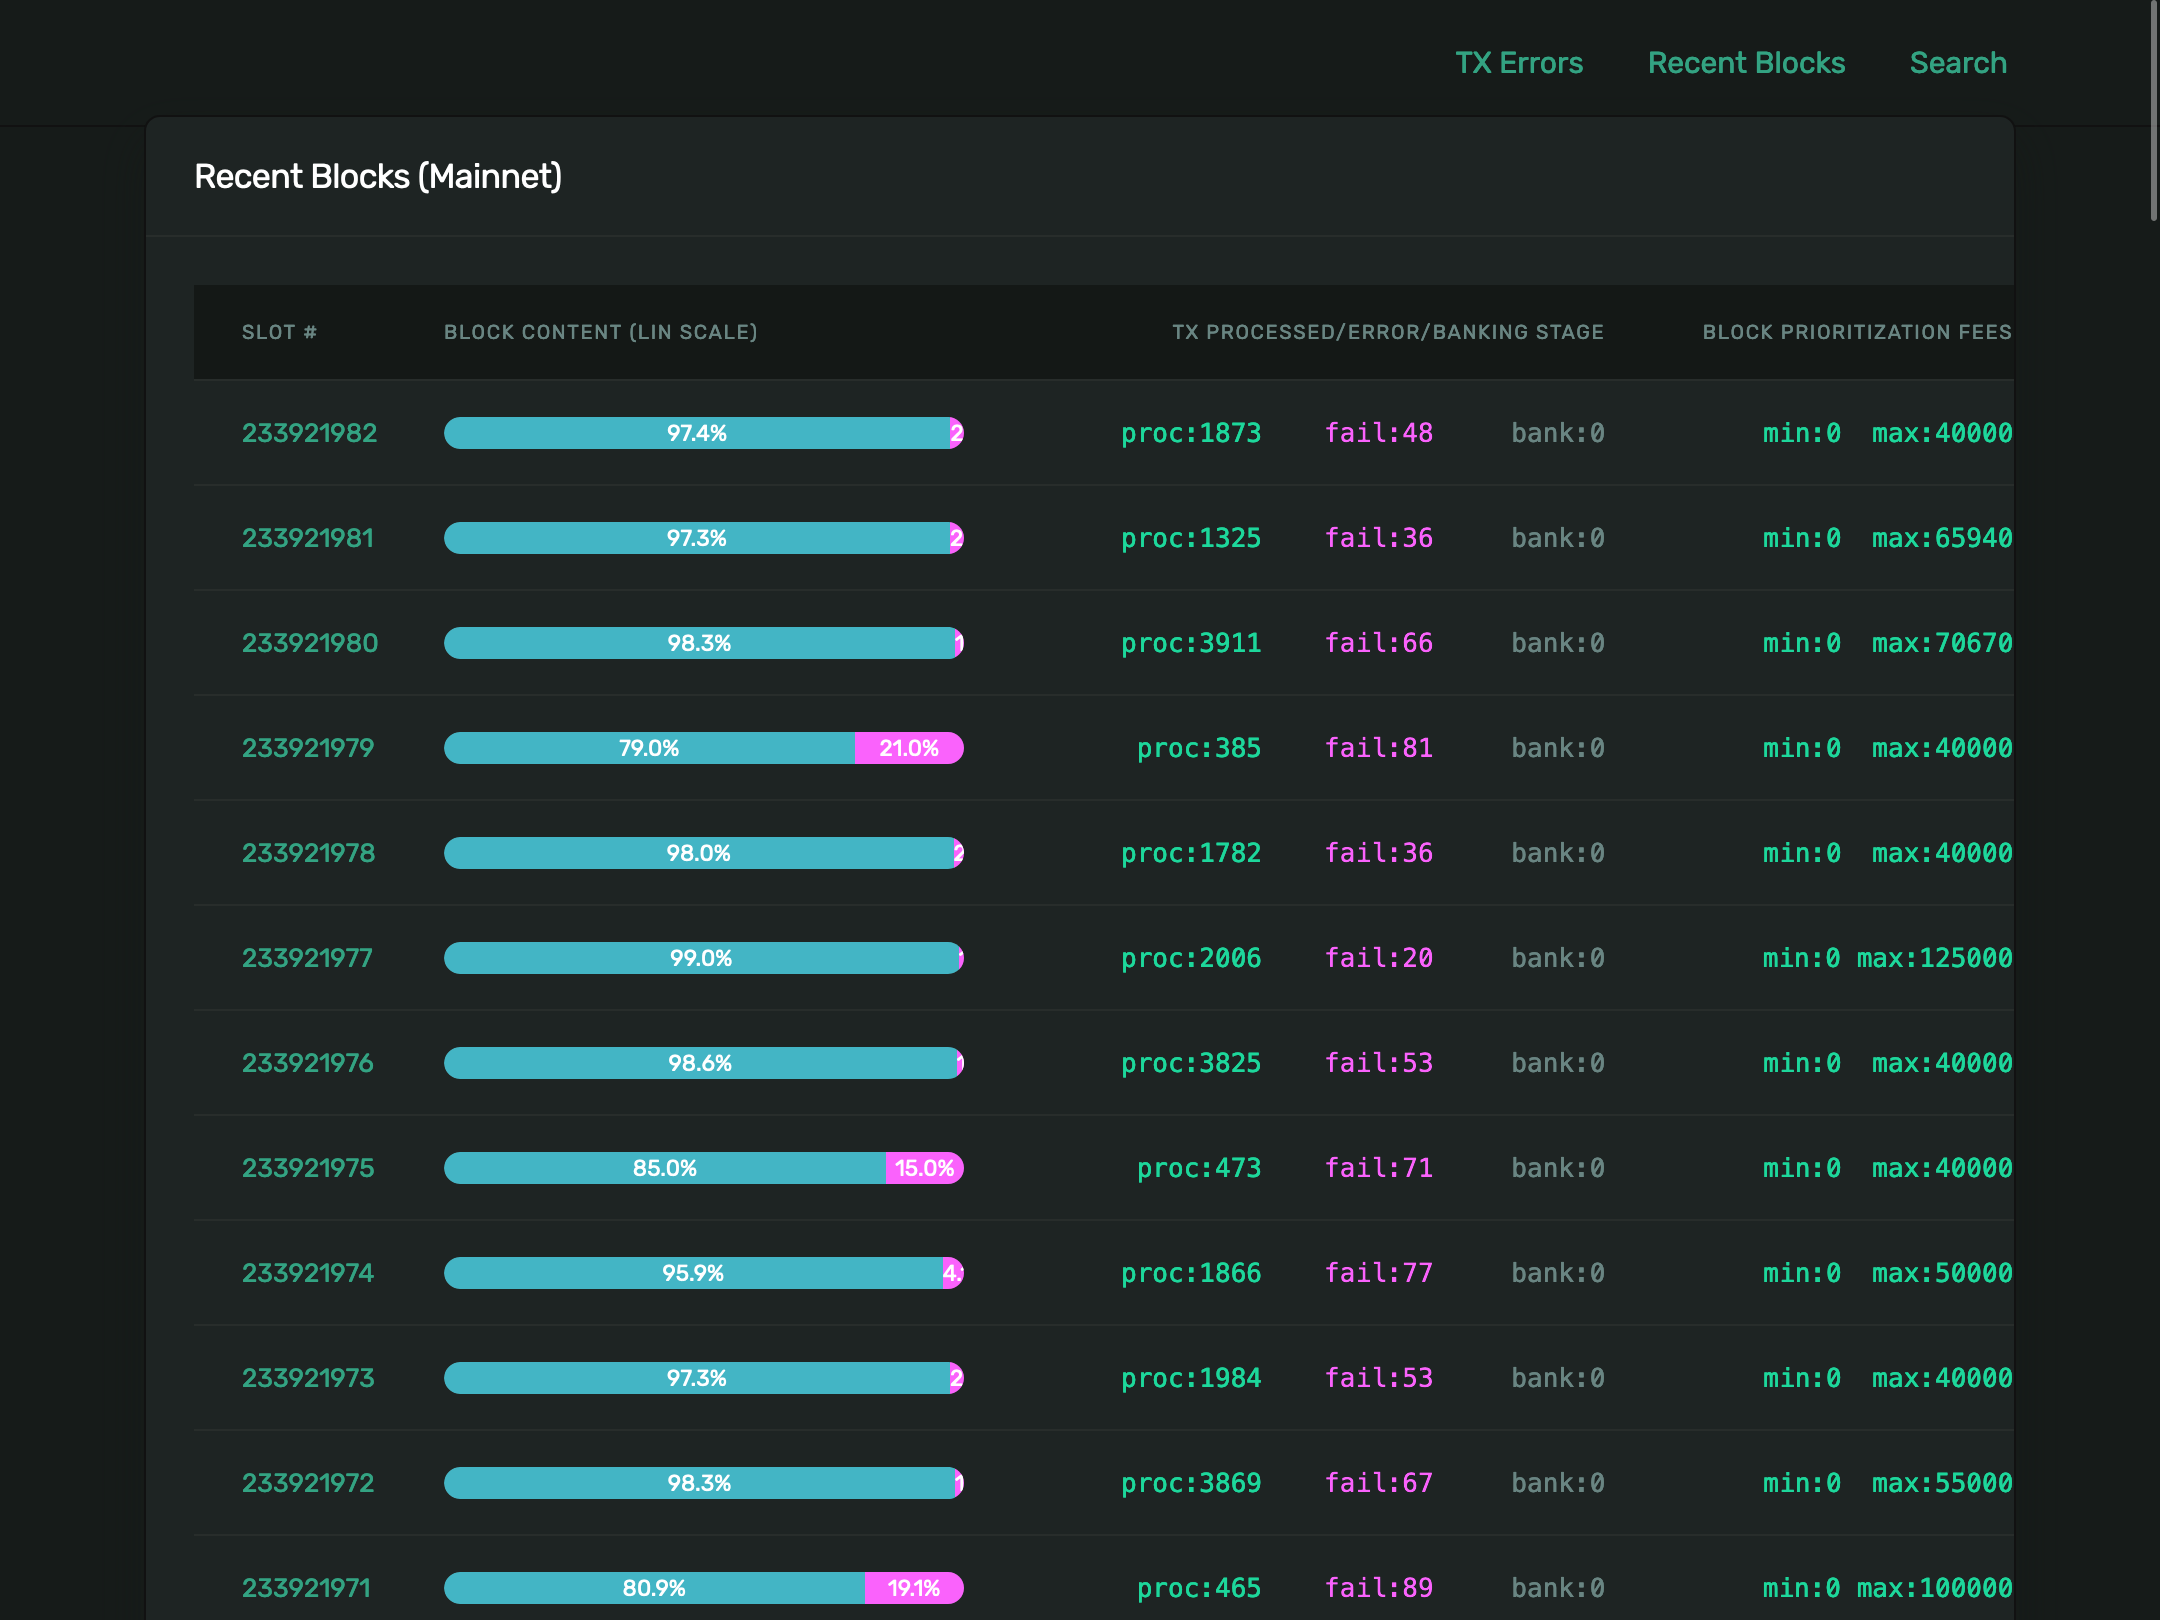 TX Errors Recent Blocks Search
Recent Blocks (Mainnet)
SLOT # BLOCK CONTENT (LIN SCALE) TX PROCESSED/ERROR/BANKING STAGE BLOCK PRIORITIZATION FEES
233921982 97.4% 2 proc:1873 fail:48 bank:0 min:0 max:40000
233921981 97.3% 2 proc:1325 fail:36 bank:0 min:0 max:65940
233921980 98.3% 1 proc:3911 fail:66 bank:0 min:0 max:70670
233921979 79.0% 21.0% proc:385 fail:81 bank:0 min:0 max:40000
233921978 98.0% 2 proc:1782 fail:36 bank:0 min:0 max:40000
233921977 99.0% proc:2006 fail:20 bank:0 min:0 max:125000
233921976 98.6% 1 proc:3825 fail:53 bank:0 min:0 max:40000
233921975 85.0% 15.0% proc:473 fail:71 bank:0 min:0 max:40000
233921974 95.9% 4. proc:1866 fail:77 bank:0 min:0 max:50000
233921973 97.3% 2 proc:1984 fail:53 bank:0 min:0 max:40000
233921972 98.3% 1 proc:3869 fail:67 bank:0 min:0 max:55000
233921971 80.9% 19.1% proc:465 fail:89 bank:0 min:0 max:100000